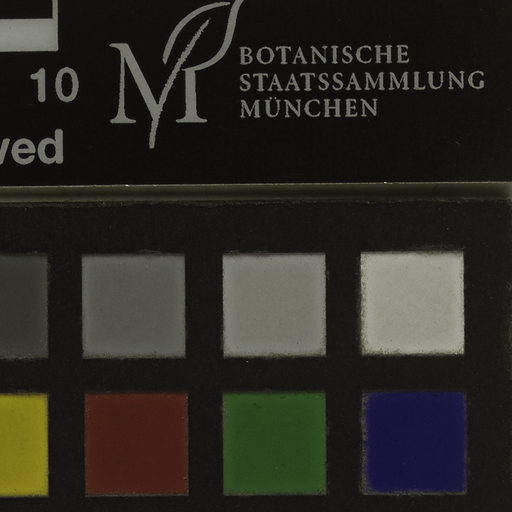 10
BOTANISCHE
STAATSSAMMLUNG
MÜNCHEN
ved